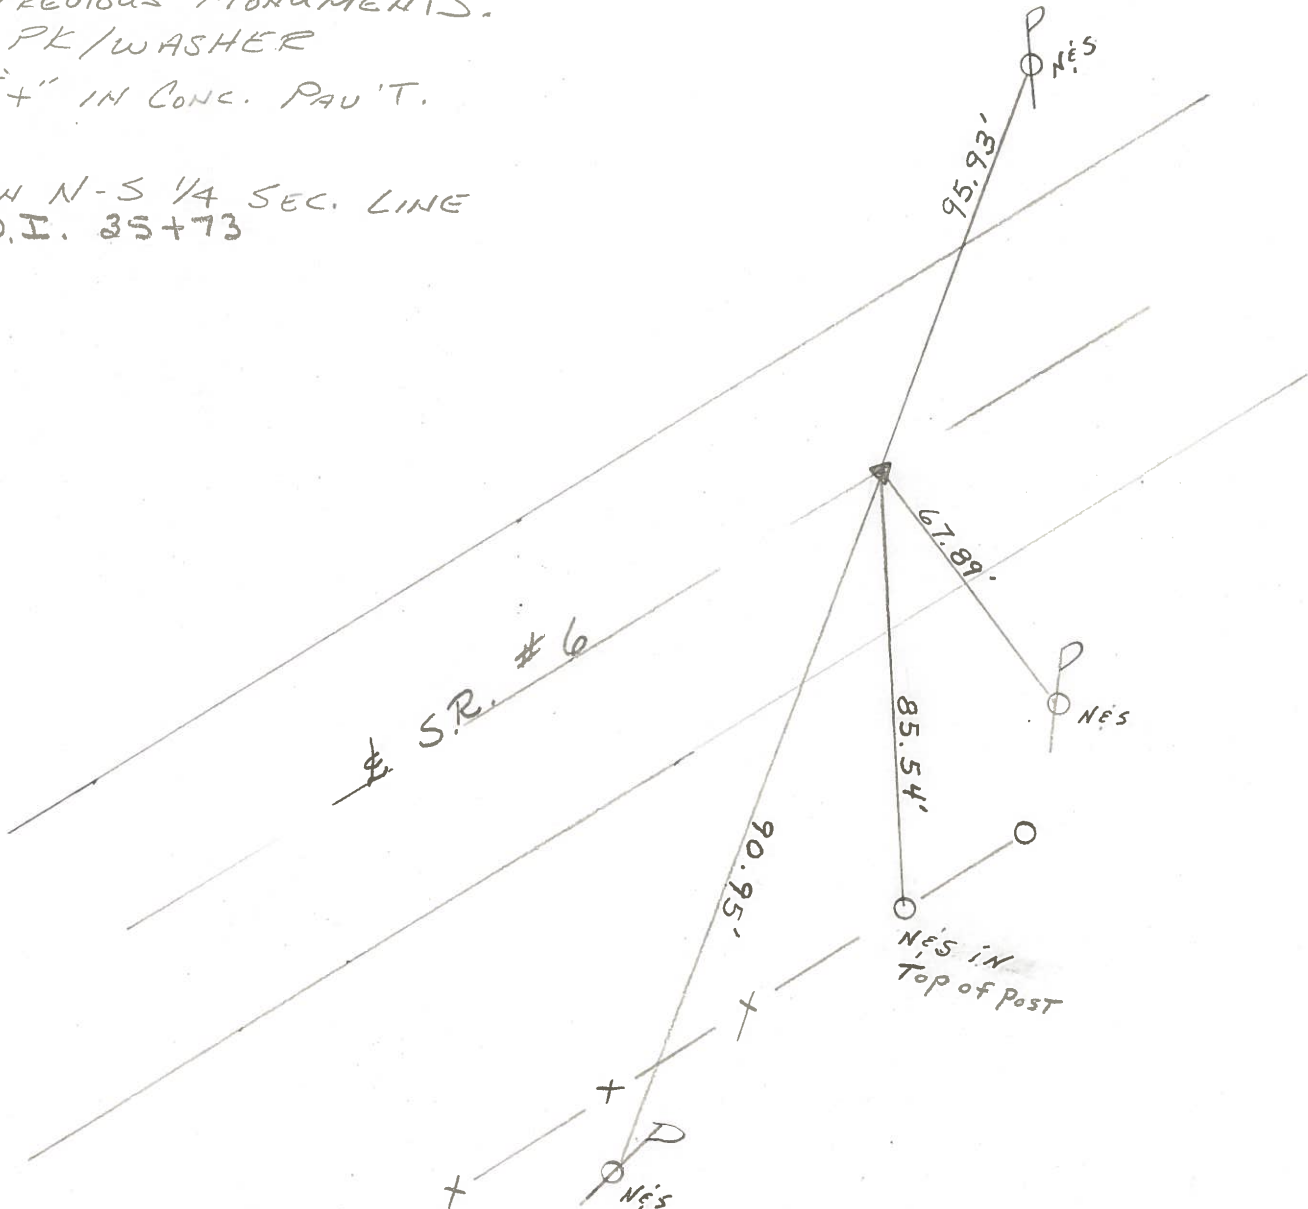 MONUMENTS.
PK/WASHER
"+" IN CONC. PAV'T.
N-S 1/4 SEC. LINE
35+73
P
N&S
95.93'
67.89'
℄ S.R. #6
P
N&S
85.54'
90.95'
N&S IN
TOP OF POST
P
N&S